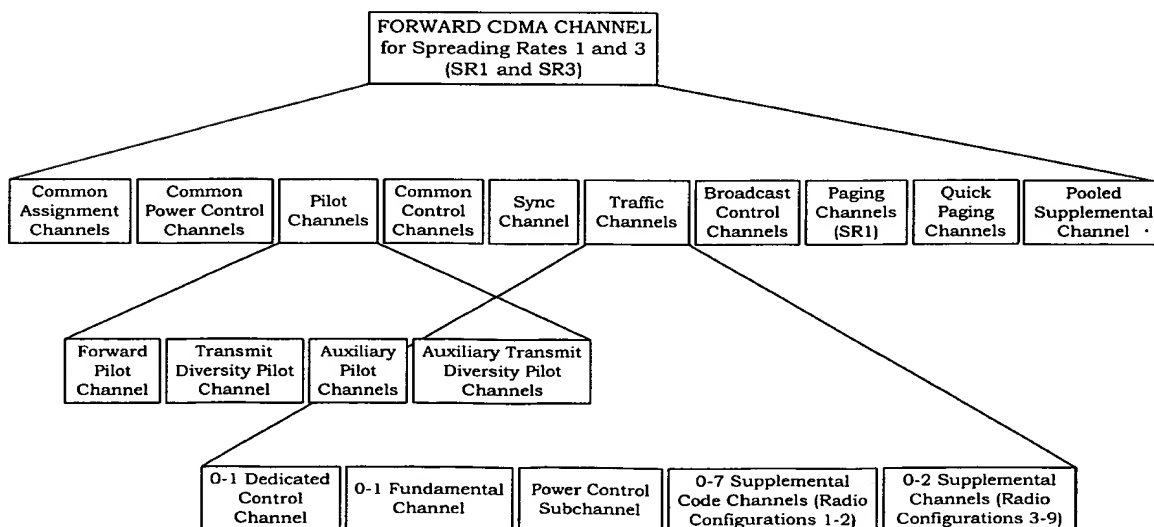 FORWARD CDMA CHANNEL
for Spreading Rates 1 and 3
(SR1 and SR3)
Common
Assignment
Channels
Common
Power Control
Channels
Pilot
Channels
Common
Control
Channels
Sync
Channel
Traffic
Channels
Broadcast
Control
Channels
Paging
Channels
(SR1)
Quick
Paging
Channels
Pooled
Supplemental
Channel
Forward
Pilot
Channel
Transmit
Diversity Pilot
Channel
Auxiliary
Pilot
Channels
Auxiliary Transmit
Diversity Pilot
Channels
0-1 Dedicated
Control
Channel
0-1 Fundamental
Channel
Power Control
Subchannel
0-7 Supplemental
Code Channels (Radio
Configurations 1-2)
0-2 Supplemental
Channels (Radio
Configurations 3-9)